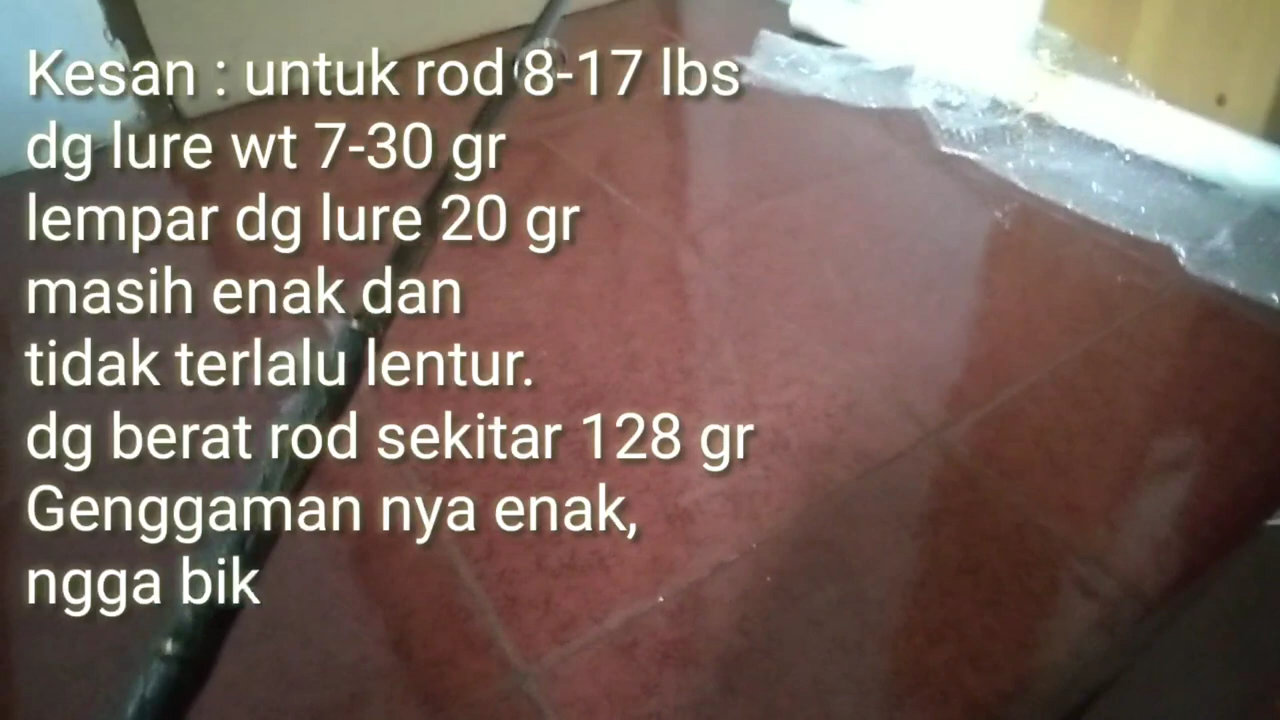 Kesan : untuk rod 8-17 lbs
dg lure wt 7-30 gr
lempar dg lure 20 gr
masih enak dan
tidak terlalu lentur.
dg berat rod sekitar 128 gr
Genggaman nya enak,
ngga bik